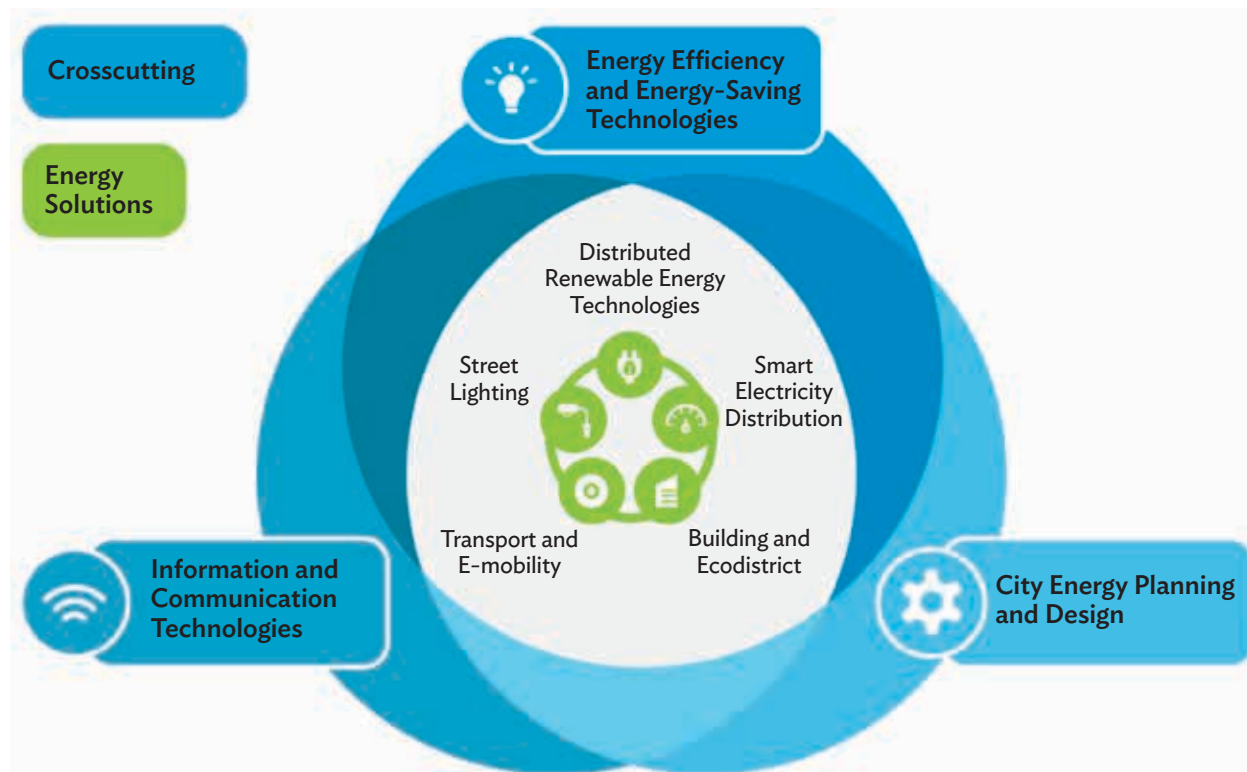 Crosscutting
Energy
Solutions
Energy Efficiency
and Energy-Saving
Technologies
Distributed
Renewable Energy
Technologies
Street
Lighting
Smart
Electricity
Distribution
Transport and
E-mobility
Building and
Ecodistrict
Information and
Communication
Technologies
City Energy Planning
and Design